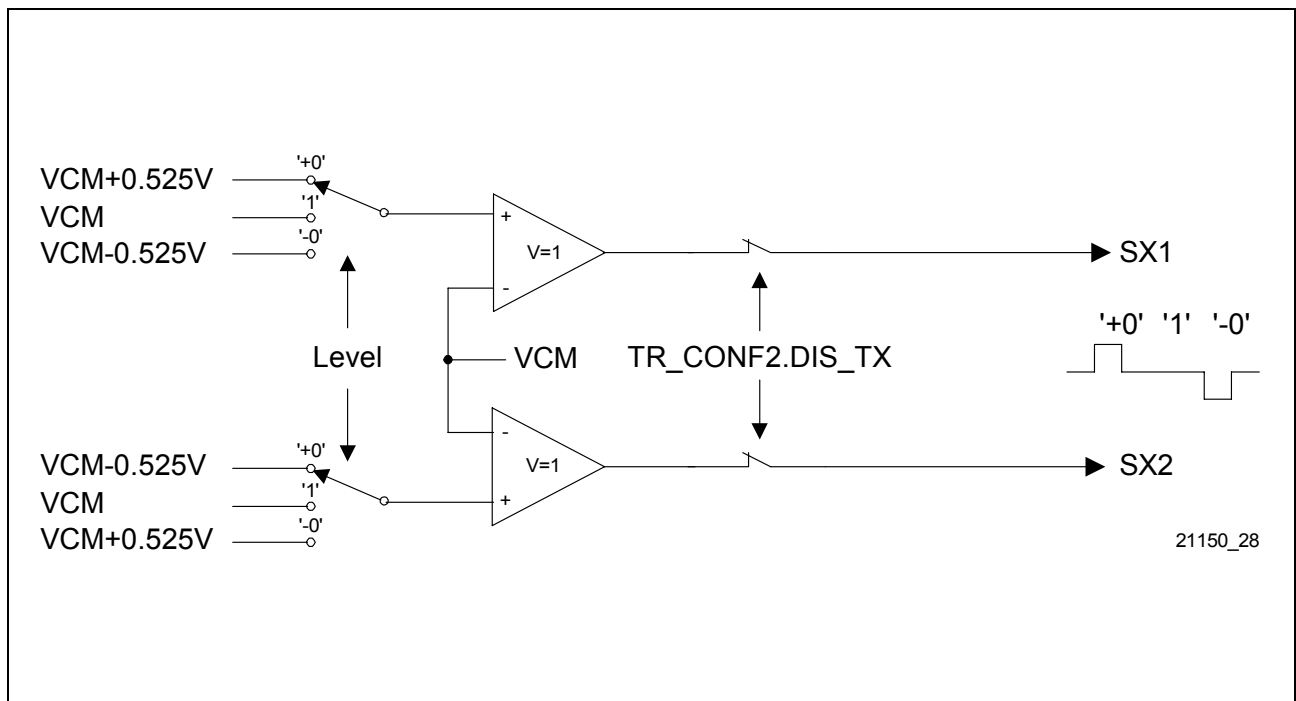 VCM+0.525V
'+0'
VCM
'1'
VCM-0.525V
'-0'
+
V=1
-
SX1
'+0' '1' '-0'
Level
VCM
TR_CONF2.DIS_TX
VCM-0.525V
'+0'
VCM
'1'
VCM+0.525V
'-0'
-
V=1
+
SX2
21150_28